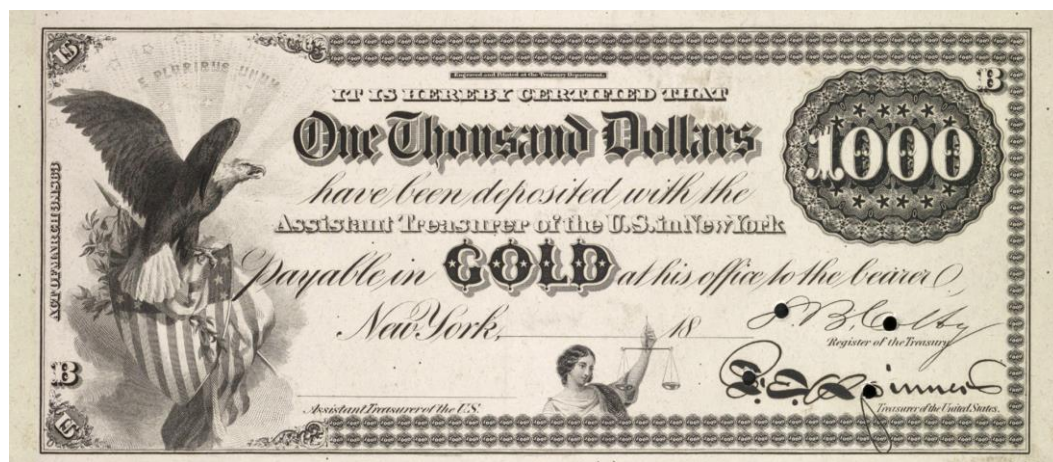 E PLURIBUS UNUM
Engraved and Printed at the Treasury Department.
B
IT IS HEREBY CERTIFIED THAT
One Thousand Dollars
1000
have been deposited with the
Assistant Treasurer of the U.S. in New York
payable in GOLD at his office to the bearer
ACT OF MARCH 3, 1863
New York, 18
S. B. Colby
Register of the Treasury
B
F. E. Spinner
Assistant Treasurer of the U.S.
Treasurer of the United States.